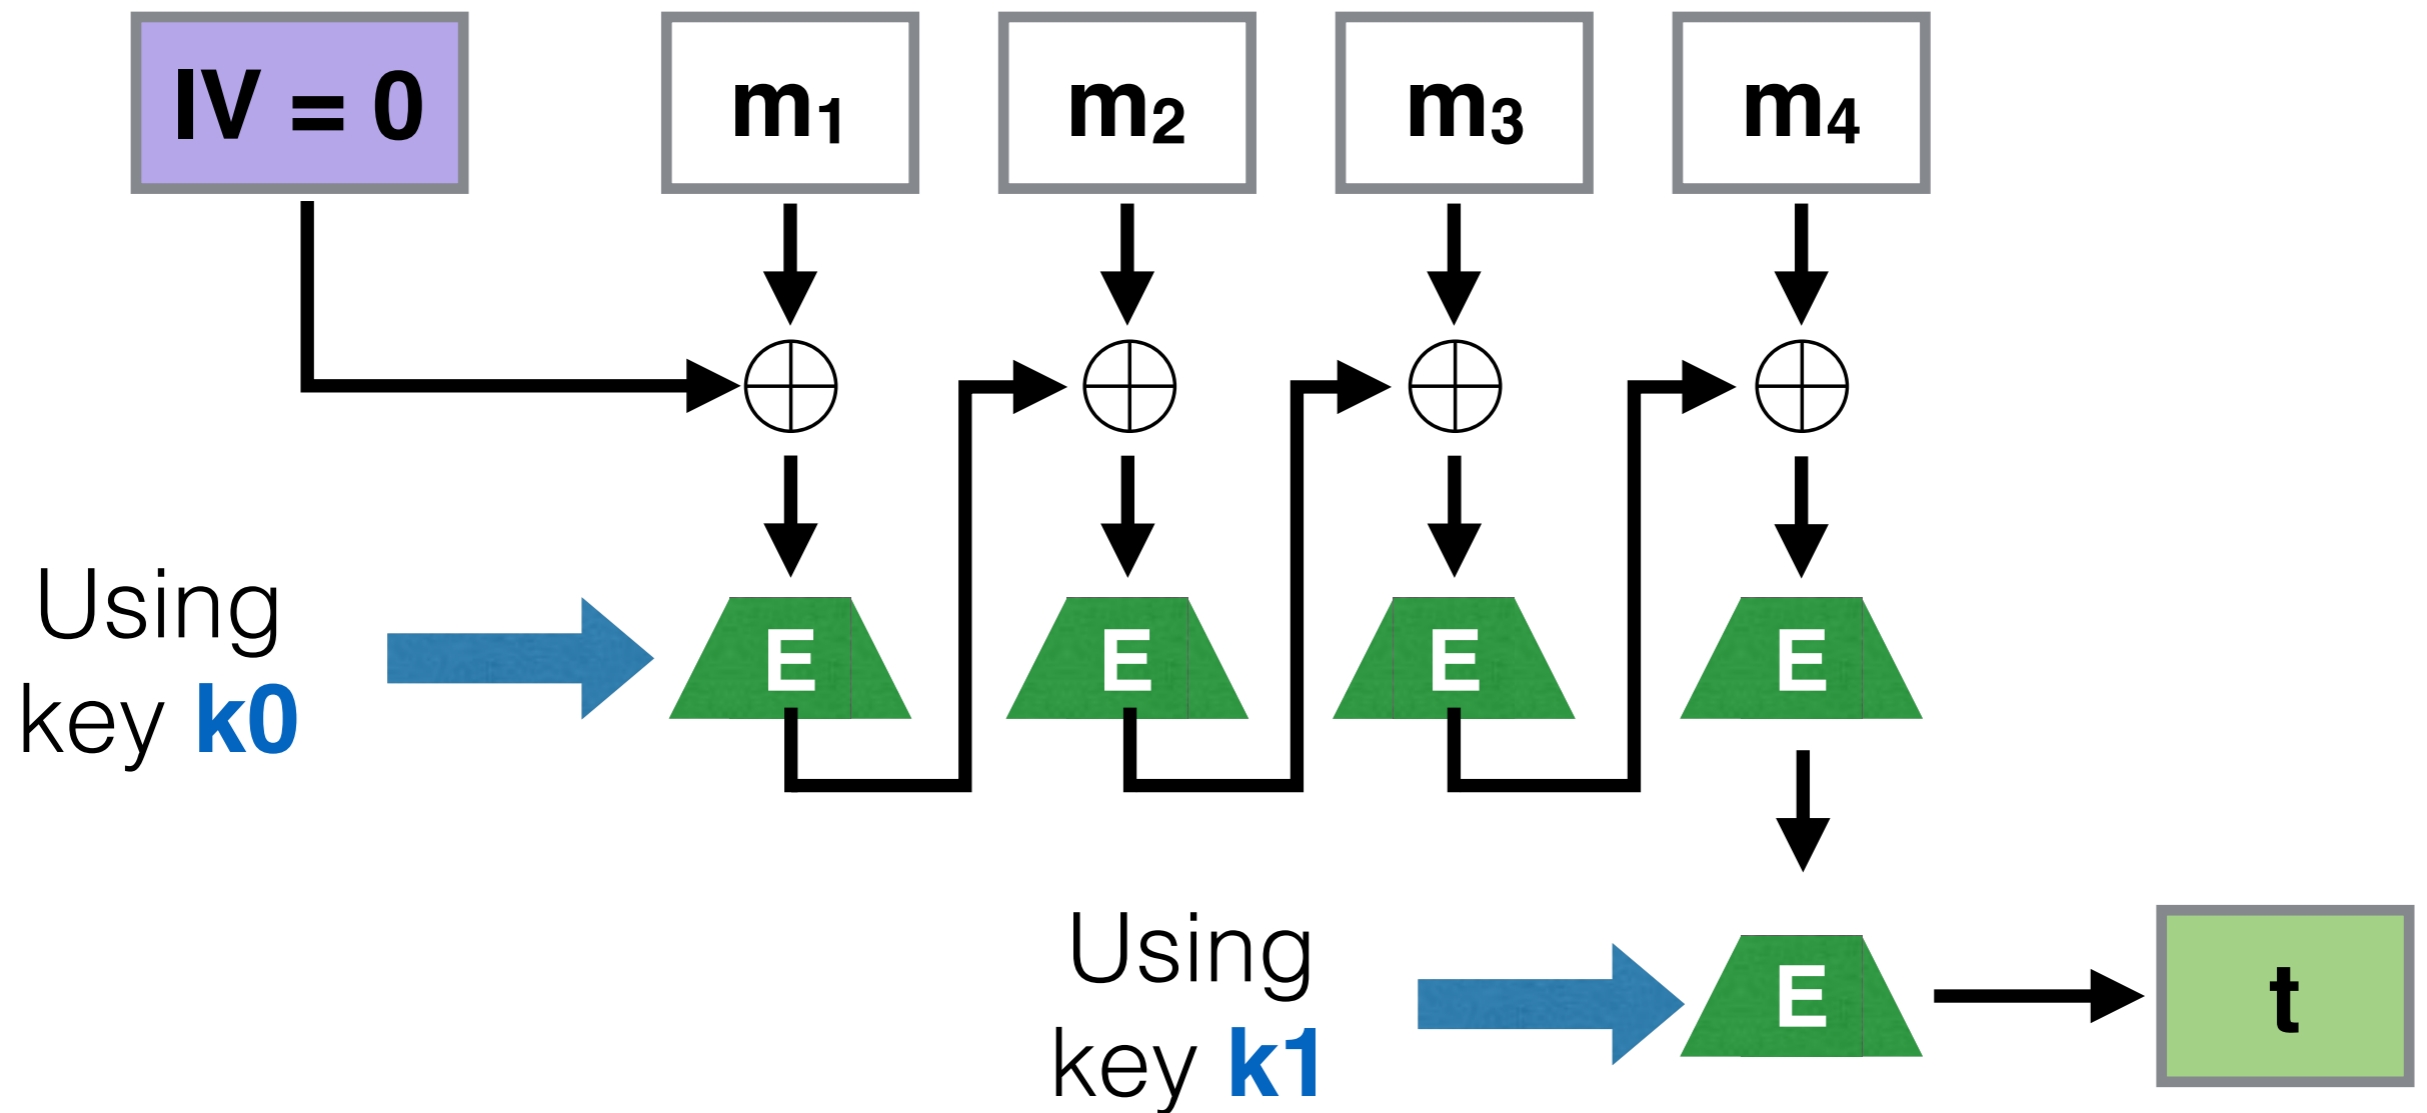 IV = 0
m₁
m₂
m₃
m₄
Using
key k0
E
E
E
E
Using
key k1
E
t